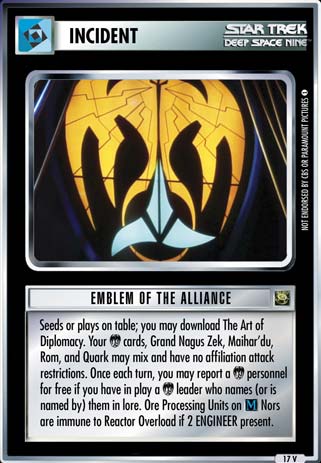 INCIDENT
STAR TREK
DEEP SPACE NINE
NOT ENDORSED BY CBS OR PARAMOUNT PICTURES
EMBLEM OF THE ALLIANCE
Seeds or plays on table; you may download The Art of
Diplomacy. Your cards, Grand Nagus Zek, Maihar'du,
Rom, and Quark may mix and have no affiliation attack
restrictions. Once each turn, you may report a personnel
for free if you have in play a leader who names (or is
named by) them in lore. Ore Processing Units on M Nors
are immune to Reactor Overload if 2 ENGINEER present.
17 V